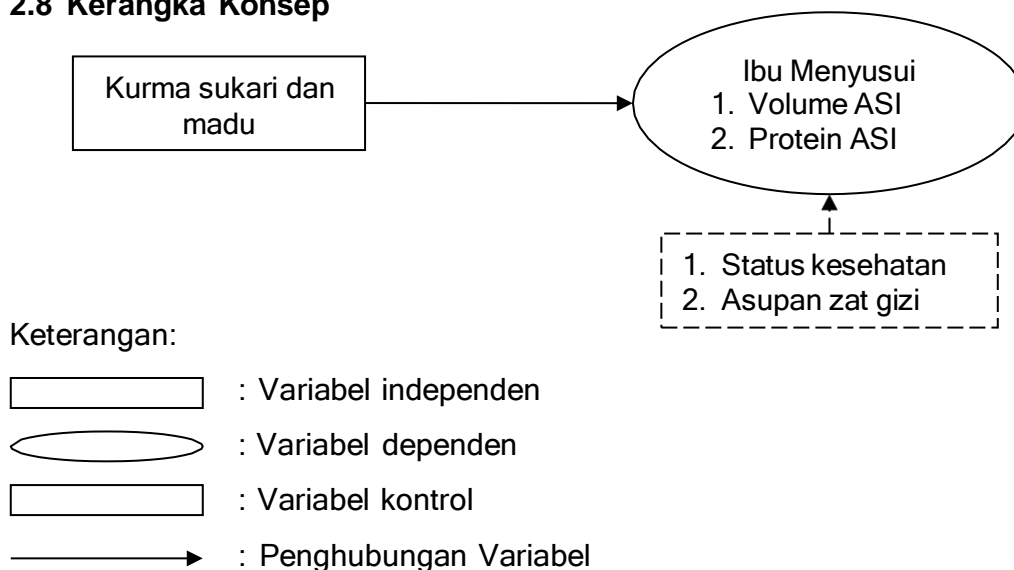 2.8 Kerangka Konsep
Kurma sukari dan
madu
Ibu Menyusui
1. Volume ASI
2. Protein ASI
1. Status kesehatan
2. Asupan zat gizi
Keterangan:
: Variabel independen
: Variabel dependen
: Variabel kontrol
: Penghubungan Variabel